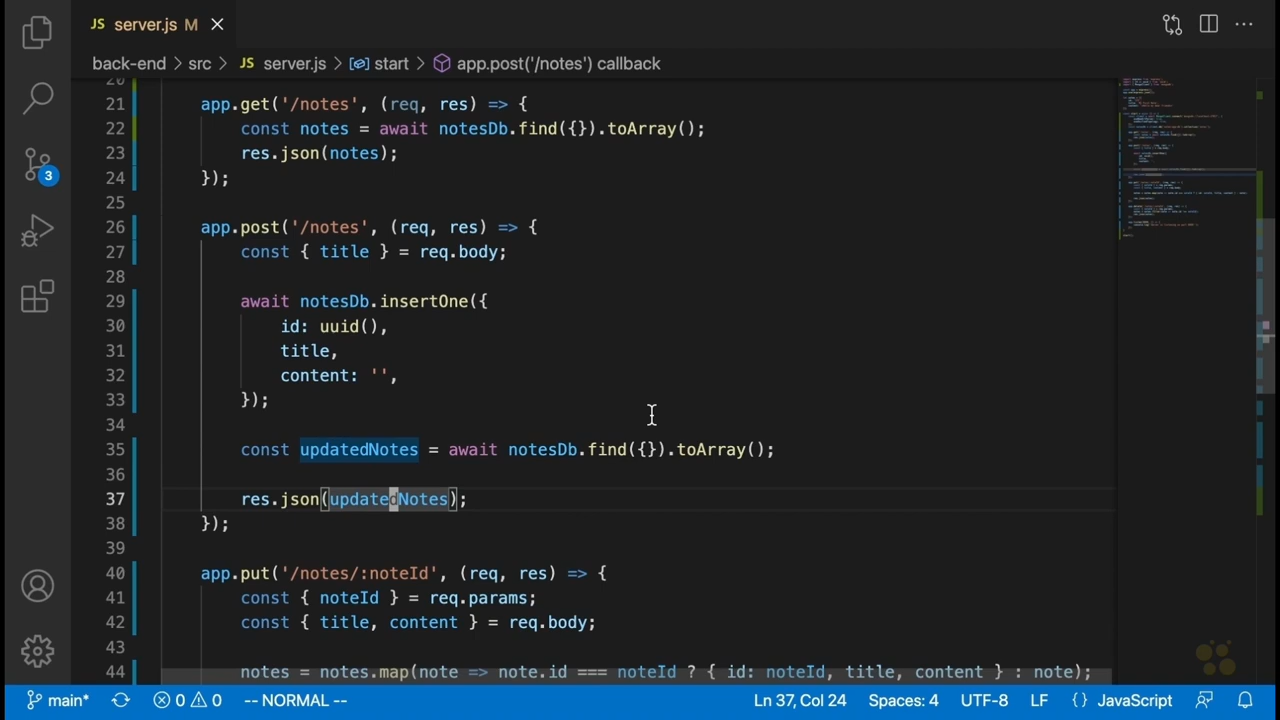 JS server.js M
back-end > src > JS server.js > start > app.post('/notes') callback
20
21 app.get('/notes', (req, res) => {
22 const notes = await notesDb.find({}).toArray();
23 res.json(notes);
24 });
25
26 app.post('/notes', (req, res) => {
27 const { title } = req.body;
28
29 await notesDb.insertOne({
30 id: uuid(),
31 title,
32 content: '',
33 });
34
35 const updatedNotes = await notesDb.find({}).toArray();
36
37 res.json(updatedNotes);
38 });
39
40 app.put('/notes/:noteId', (req, res) => {
41 const { noteId } = req.params;
42 const { title, content } = req.body;
43
44 notes = notes.map(note => note.id === noteId ? { id: noteId, title, content } : note);
3
main* 0 0 -- NORMAL -- Ln 37, Col 24 Spaces: 4 UTF-8 LF {} JavaScript